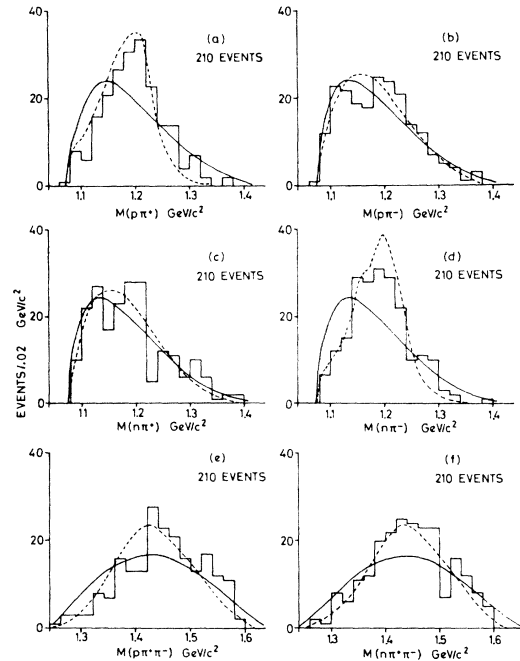 (a)
210 EVENTS
40
20
0
1.1
1.2
1.3
1.4
M(pπ⁺) GeV/c²
(b)
210 EVENTS
40
20
0
1.1
1.2
1.3
1.4
M(pπ⁻) GeV/c²
EVENTS/.02 GeV/c²
(c)
210 EVENTS
40
20
0
1.1
1.2
1.3
1.4
M(nπ⁺) GeV/c²
(d)
210 EVENTS
40
20
0
1.1
1.2
1.3
1.4
M(nπ⁻) GeV/c²
(e)
210 EVENTS
40
20
0
1.3
1.4
1.5
1.6
M(pπ⁺π⁻) GeV/c²
(f)
210 EVENTS
40
20
0
1.3
1.4
1.5
1.6
M(nπ⁺π⁻) GeV/c²